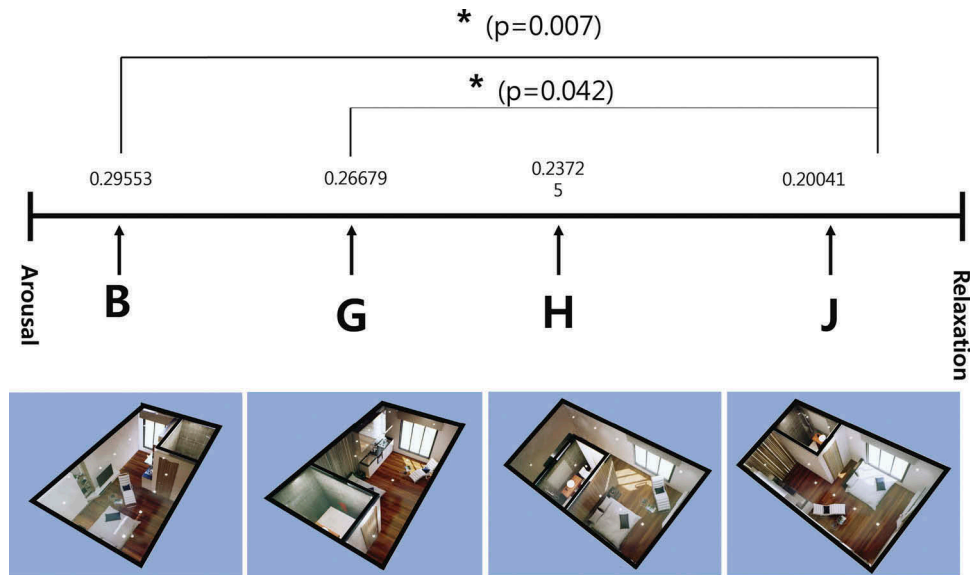 * (p=0.007)
* (p=0.042)
0.29553
0.26679
0.2372
5
0.20041
Arousal
B
G
H
J
Relaxation